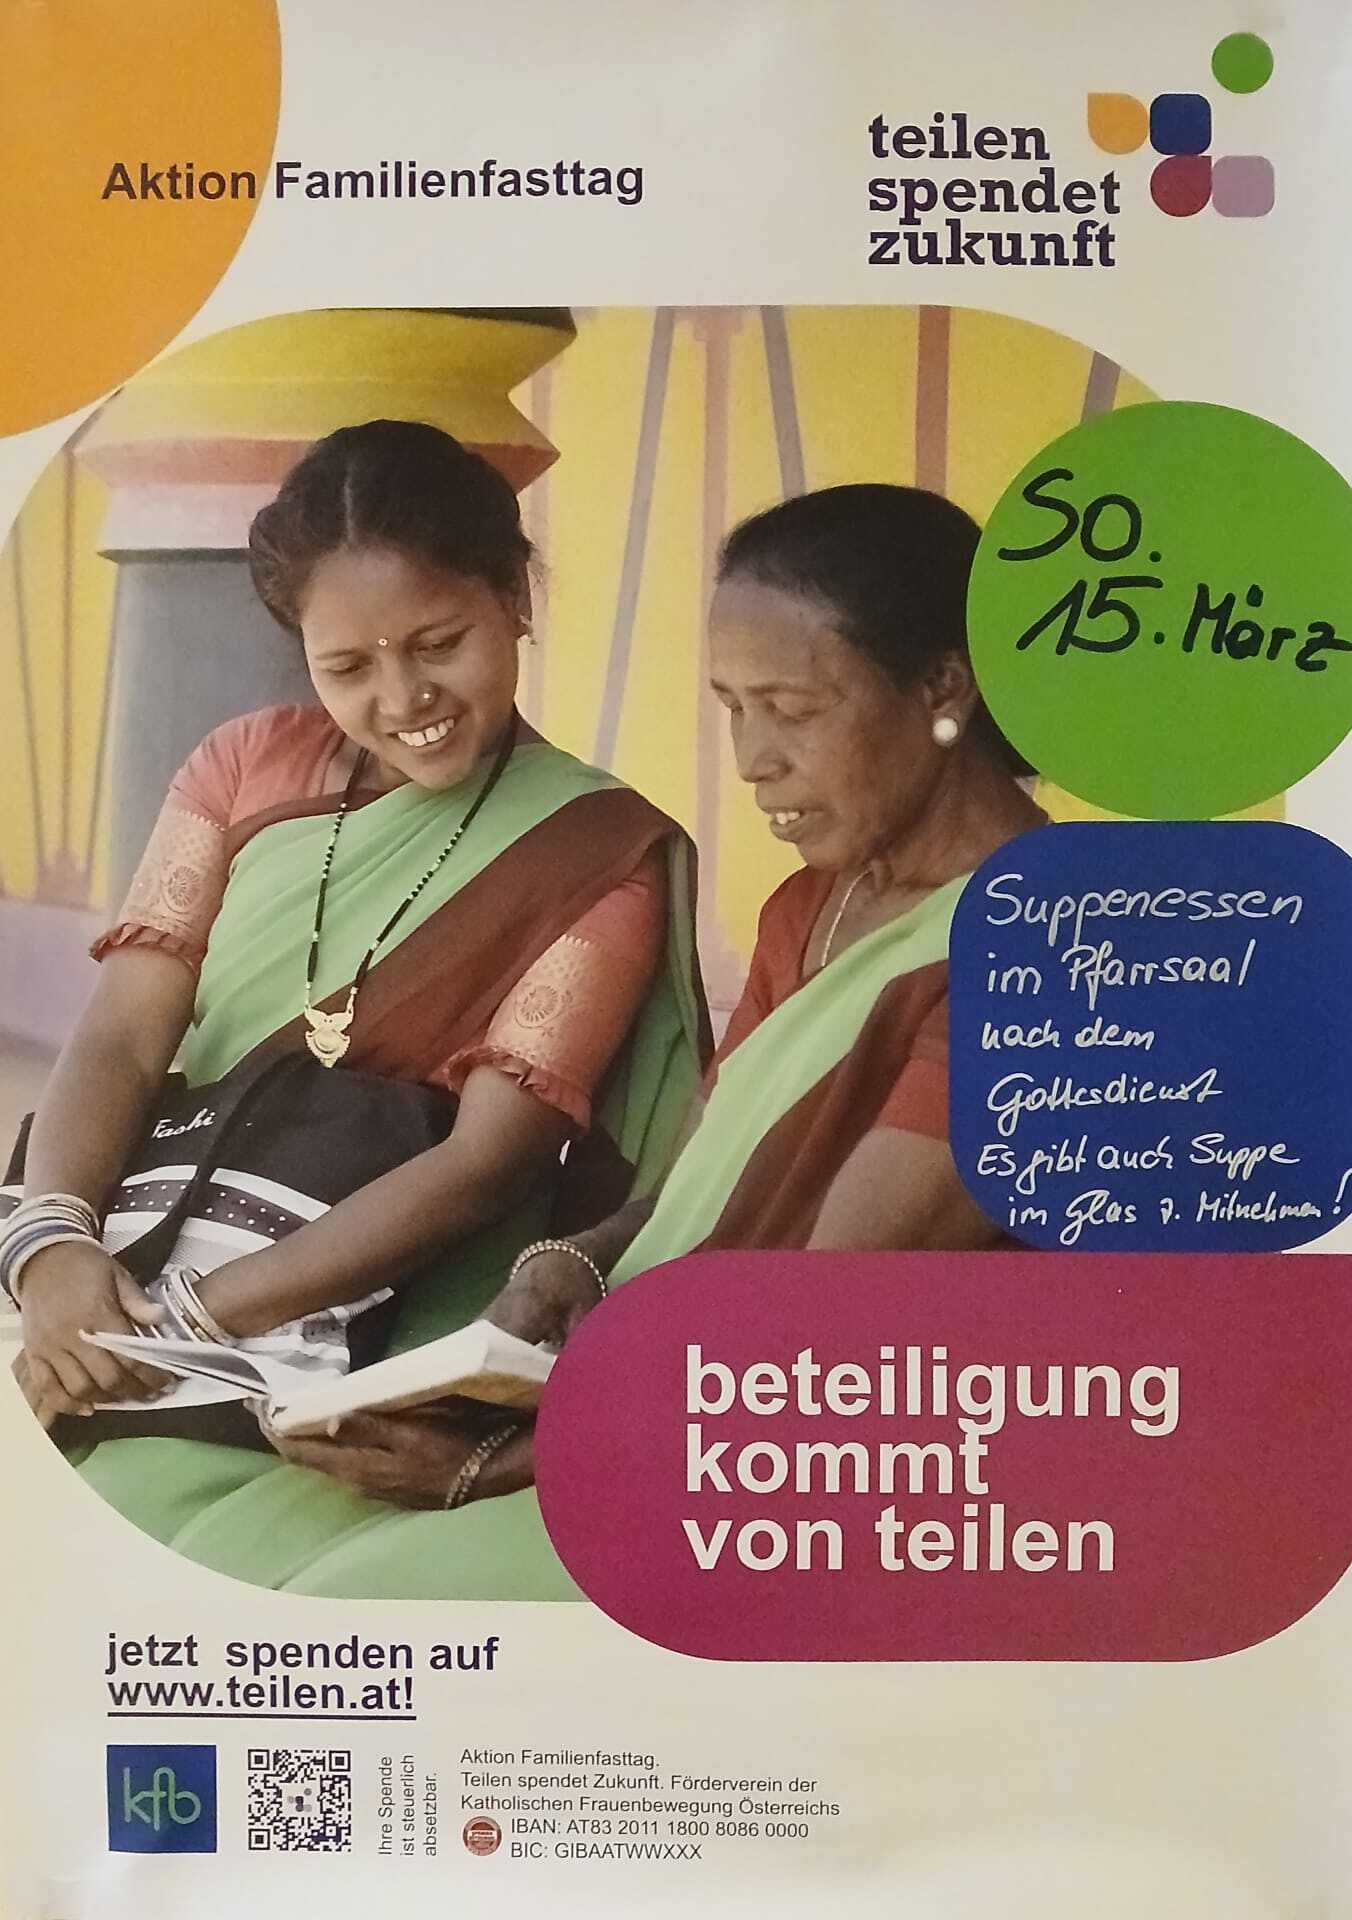 Aktion Familienfasttag
teilen
spendet
zukunft
So.
15. März
Suppenessen
im Pfarrsaal
nach dem
Gottesdienst
Es gibt auch Suppe
im Glas z. Mitnehmen!
Fashi
beteiligung
kommt
von teilen
jetzt spenden auf
www.teilen.at!
kfb
Ihre Spende
ist steuerlich
absetzbar.
Aktion Familienfasttag.
Teilen spendet Zukunft. Förderverein der
Katholischen Frauenbewegung Österreichs
IBAN: AT83 2011 1800 8086 0000
BIC: GIBAATWWXXX